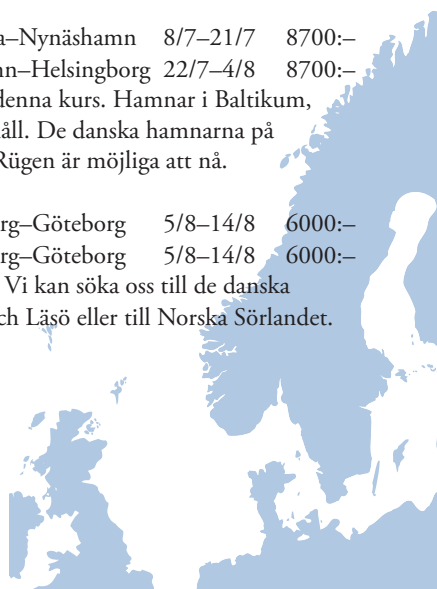 a–Nynäshamn 8/7–21/7 8700:–
nn–Helsingborg 22/7–4/8 8700:–
denna kurs. Hamnar i Baltikum,
åll. De danska hamnarna på
Rügen är möjliga att nå.
rg–Göteborg 5/8–14/8 6000:–
rg–Göteborg 5/8–14/8 6000:–
Vi kan söka oss till de danska
ch Läsö eller till Norska Sörlandet.